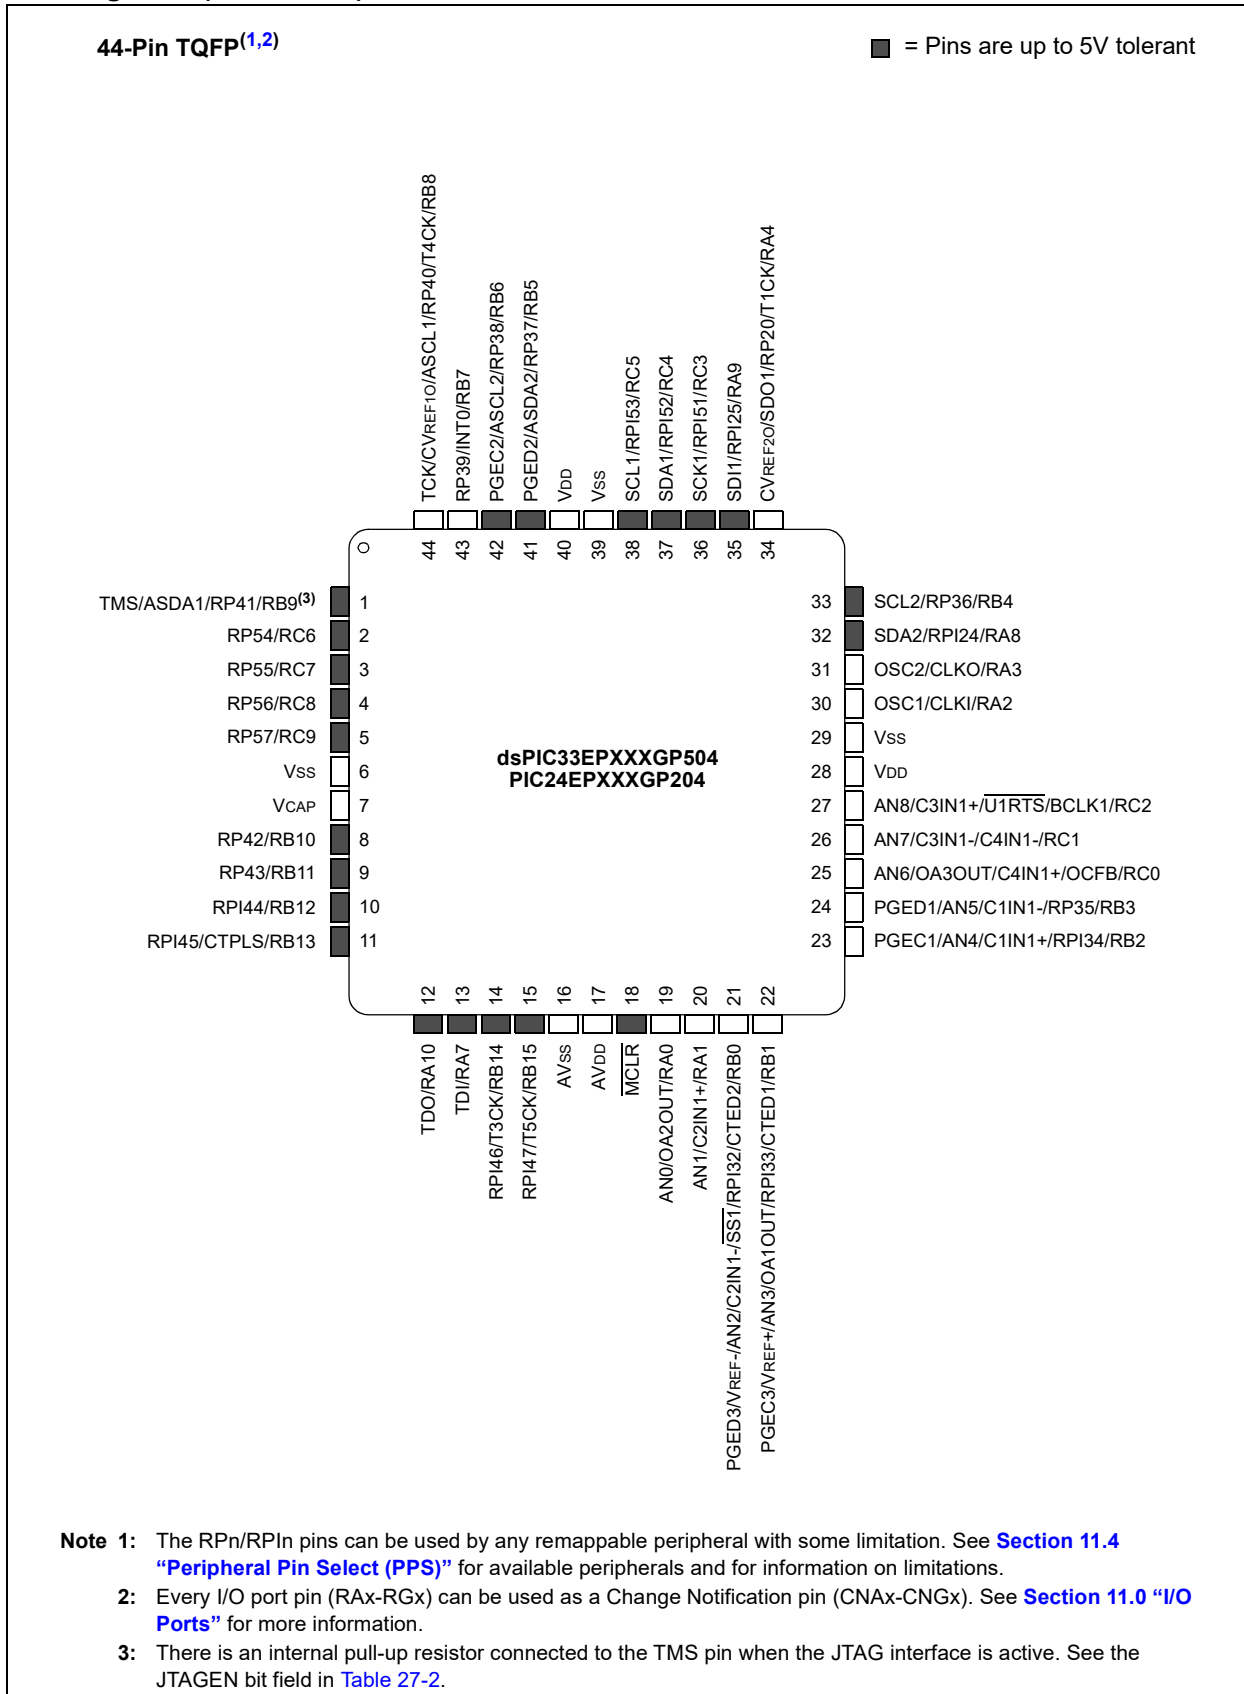 44-Pin TQFP(1,2)
= Pins are up to 5V tolerant
TCK/CVREF1O/ASCL1/RP40/T4CK/RB8
RP39/INT0/RB7
PGEC2/ASCL2/RP38/RB6
PGED2/ASDA2/RP37/RB5
VDD
VSS
SCL1/RPI53/RC5
SDA1/RPI52/RC4
SCK1/RPI51/RC3
SDI1/RPI25/RA9
CVREF2O/SDO1/RP20/T1CK/RA4
44 43 42 41 40 39 38 37 36 35 34
TMS/ASDA1/RP41/RB9(3) 1
RP54/RC6 2
RP55/RC7 3
RP56/RC8 4
RP57/RC9 5
VSS 6
VCAP 7
RP42/RB10 8
RP43/RB11 9
RPI44/RB12 10
RPI45/CTPLS/RB13 11
dsPIC33EPXXXGP504
PIC24EPXXXGP204
33 SCL2/RP36/RB4
32 SDA2/RPI24/RA8
31 OSC2/CLKO/RA3
30 OSC1/CLKI/RA2
29 VSS
28 VDD
27 AN8/C3IN1+/U1RTS/BCLK1/RC2
26 AN7/C3IN1-/C4IN1-/RC1
25 AN6/OA3OUT/C4IN1+/OCFB/RC0
24 PGED1/AN5/C1IN1-/RP35/RB3
23 PGEC1/AN4/C1IN1+/RPI34/RB2
12 13 14 15 16 17 18 19 20 21 22
TDO/RA10
TDI/RA7
RPI46/T3CK/RB14
RPI47/T5CK/RB15
AVSS
AVDD
MCLR
AN0/OA2OUT/RA0
AN1/C2IN1+/RA1
PGED3/VREF-/AN2/C2IN1-/SS1/RPI32/CTED2/RB0
PGEC3/VREF+/AN3/OA1OUT/RPI33/CTED1/RB1
Note 1: The RPn/RPIn pins can be used by any remappable peripheral with some limitation. See Section 11.4
“Peripheral Pin Select (PPS)” for available peripherals and for information on limitations.
2: Every I/O port pin (RAx-RGx) can be used as a Change Notification pin (CNAx-CNGx). See Section 11.0 “I/O
Ports” for more information.
3: There is an internal pull-up resistor connected to the TMS pin when the JTAG interface is active. See the
JTAGEN bit field in Table 27-2.